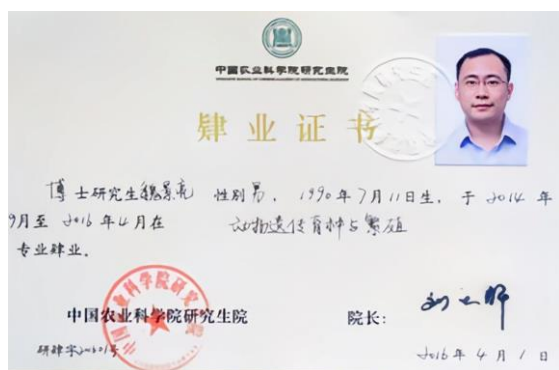 中国农业科学院研究生院
肄业证书
博士研究生魏景亮 性别男，1990年7月11日生，于2014年
9月至2016年4月在 动物遗传育种与繁殖
专业肄业。
中国农业科学院研究生院 院长：
2016年4月1日